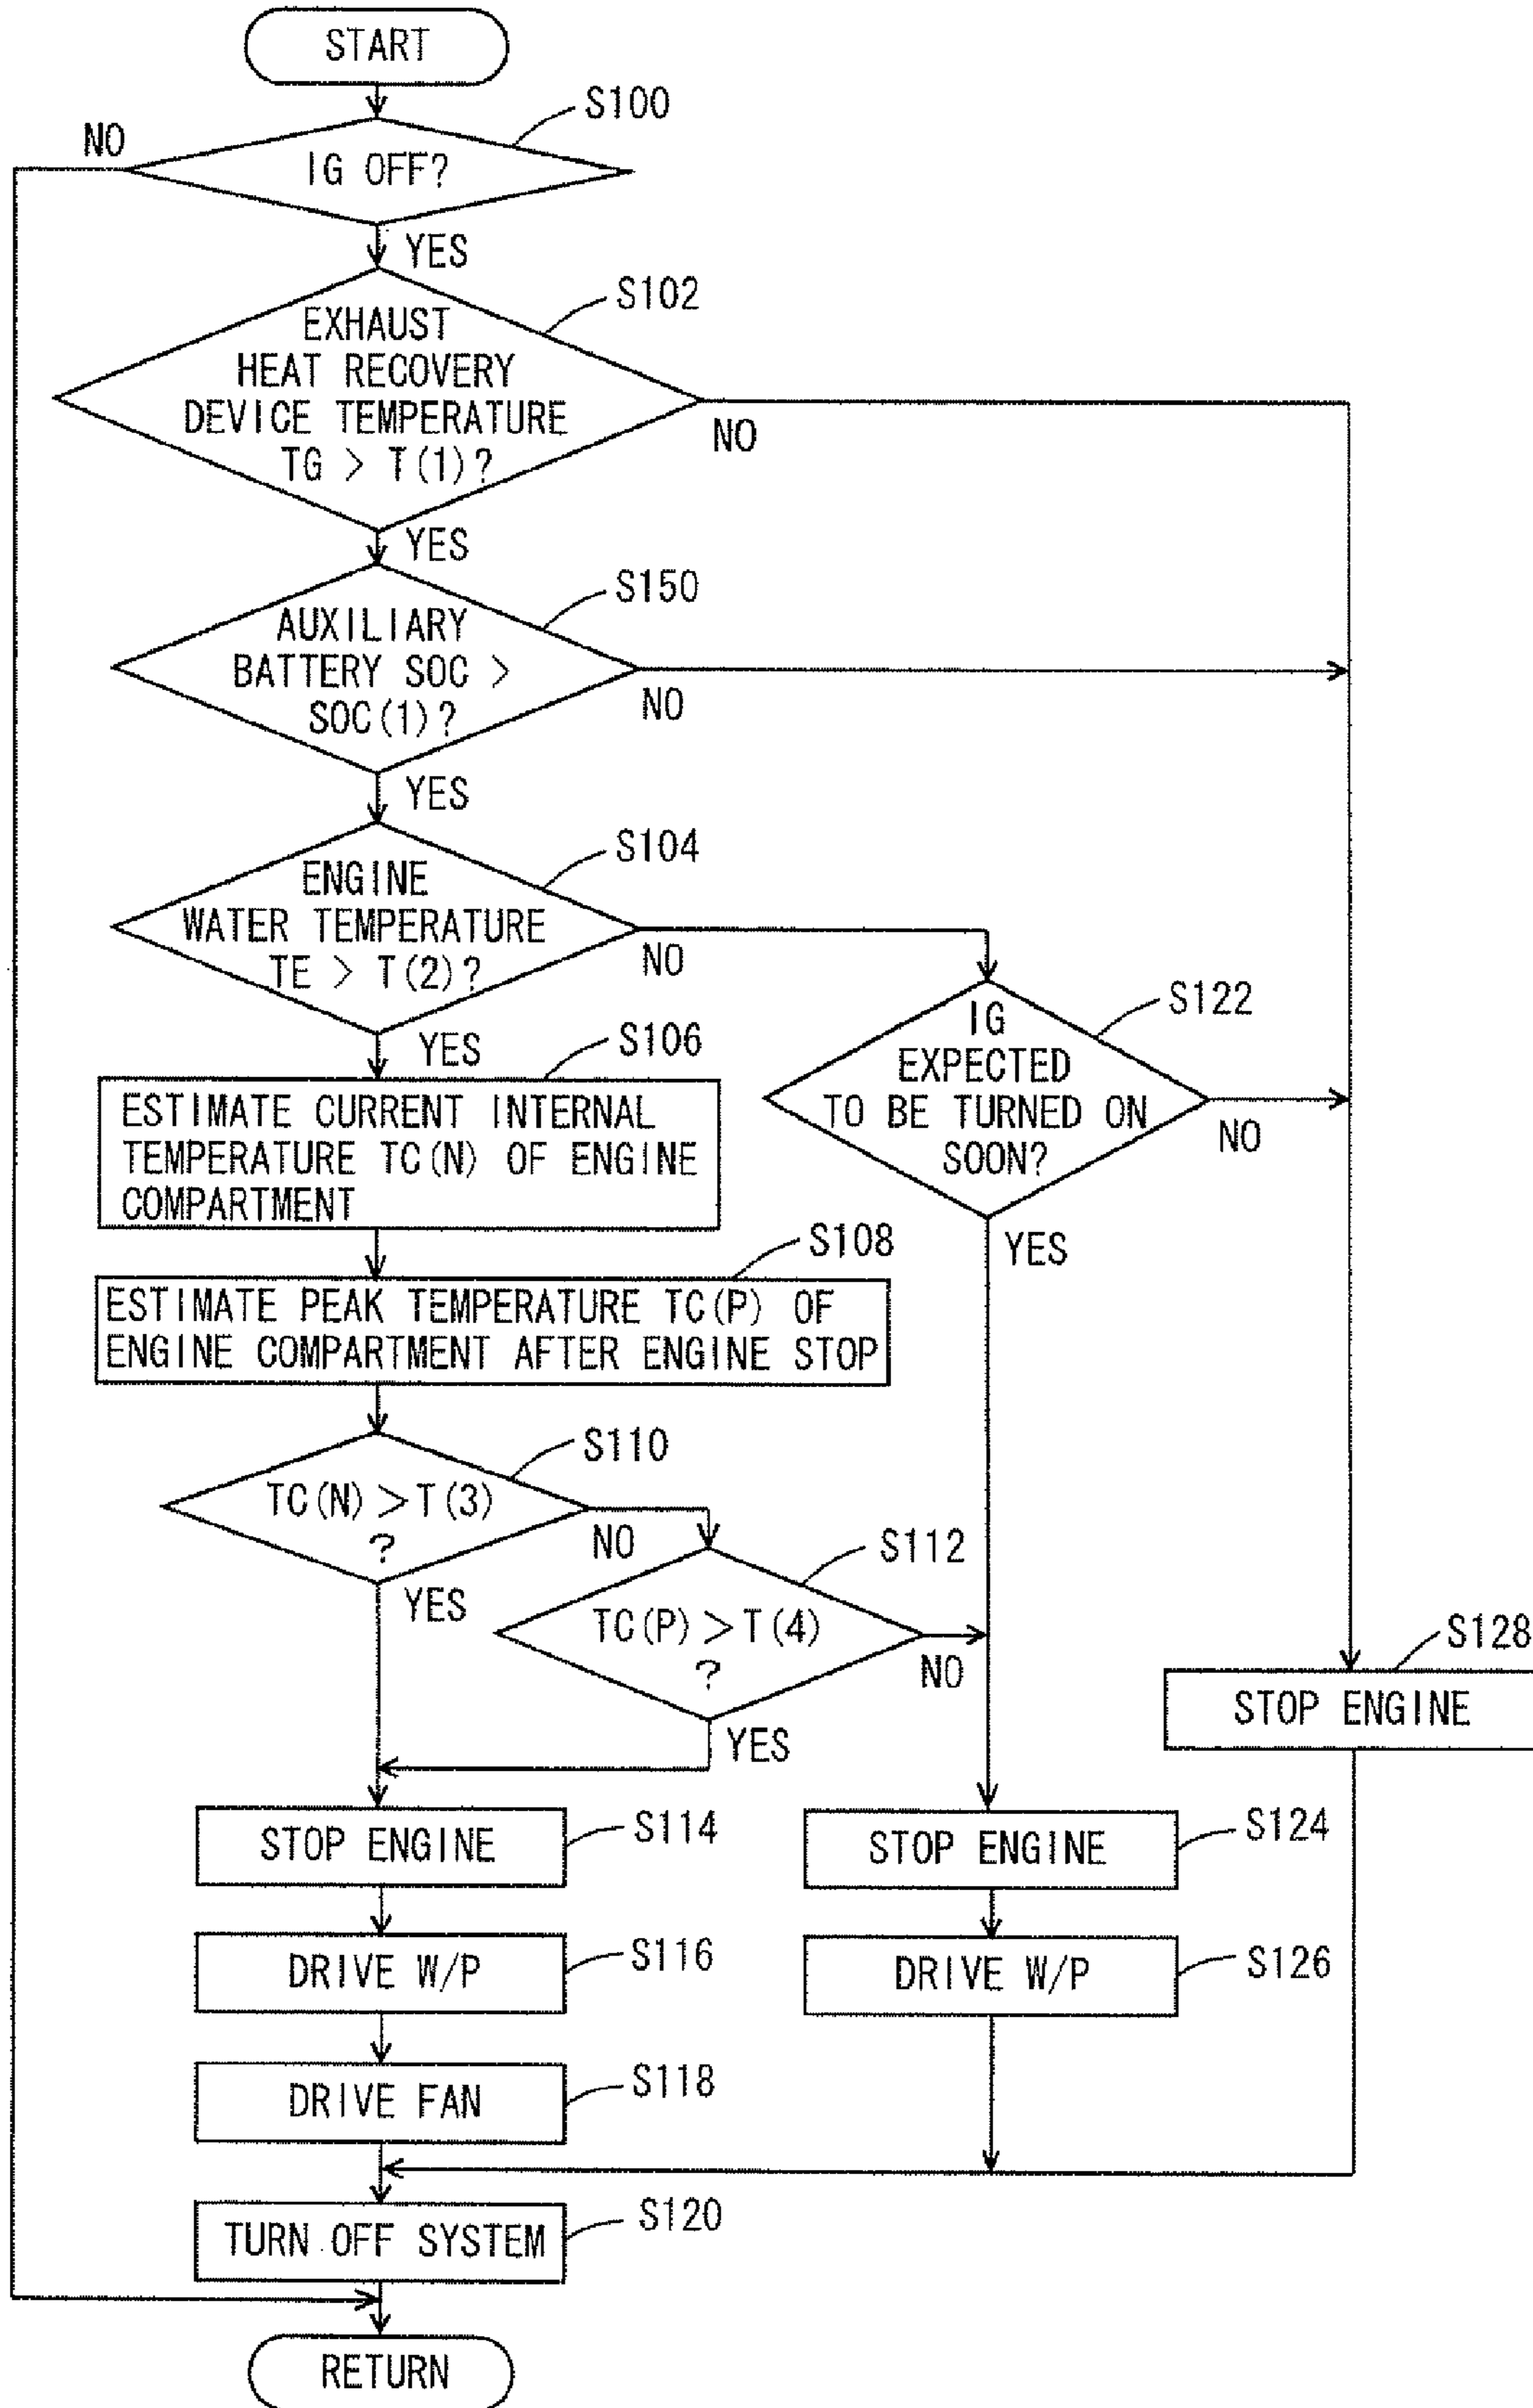 START
S100
NO
IG OFF?
YES
S102
EXHAUST
HEAT RECOVERY
DEVICE TEMPERATURE
TG > T(1)?
NO
YES
S150
AUXILIARY
BATTERY SOC >
SOC(1)?
NO
YES
S104
ENGINE
WATER TEMPERATURE
TE > T(2)?
NO
YES
S122
IG
EXPECTED
TO BE TURNED ON
SOON?
NO
YES
S106
ESTIMATE CURRENT INTERNAL
TEMPERATURE TC(N) OF ENGINE
COMPARTMENT
S108
ESTIMATE PEAK TEMPERATURE TC(P) OF
ENGINE COMPARTMENT AFTER ENGINE STOP
S110
TC(N) > T(3)
?
NO
YES
S112
TC(P) > T(4)
?
NO
YES
S128
STOP ENGINE
STOP ENGINE
S114
STOP ENGINE
S124
DRIVE W/P
S116
DRIVE W/P
S126
DRIVE FAN
S118
TURN OFF SYSTEM
S120
RETURN